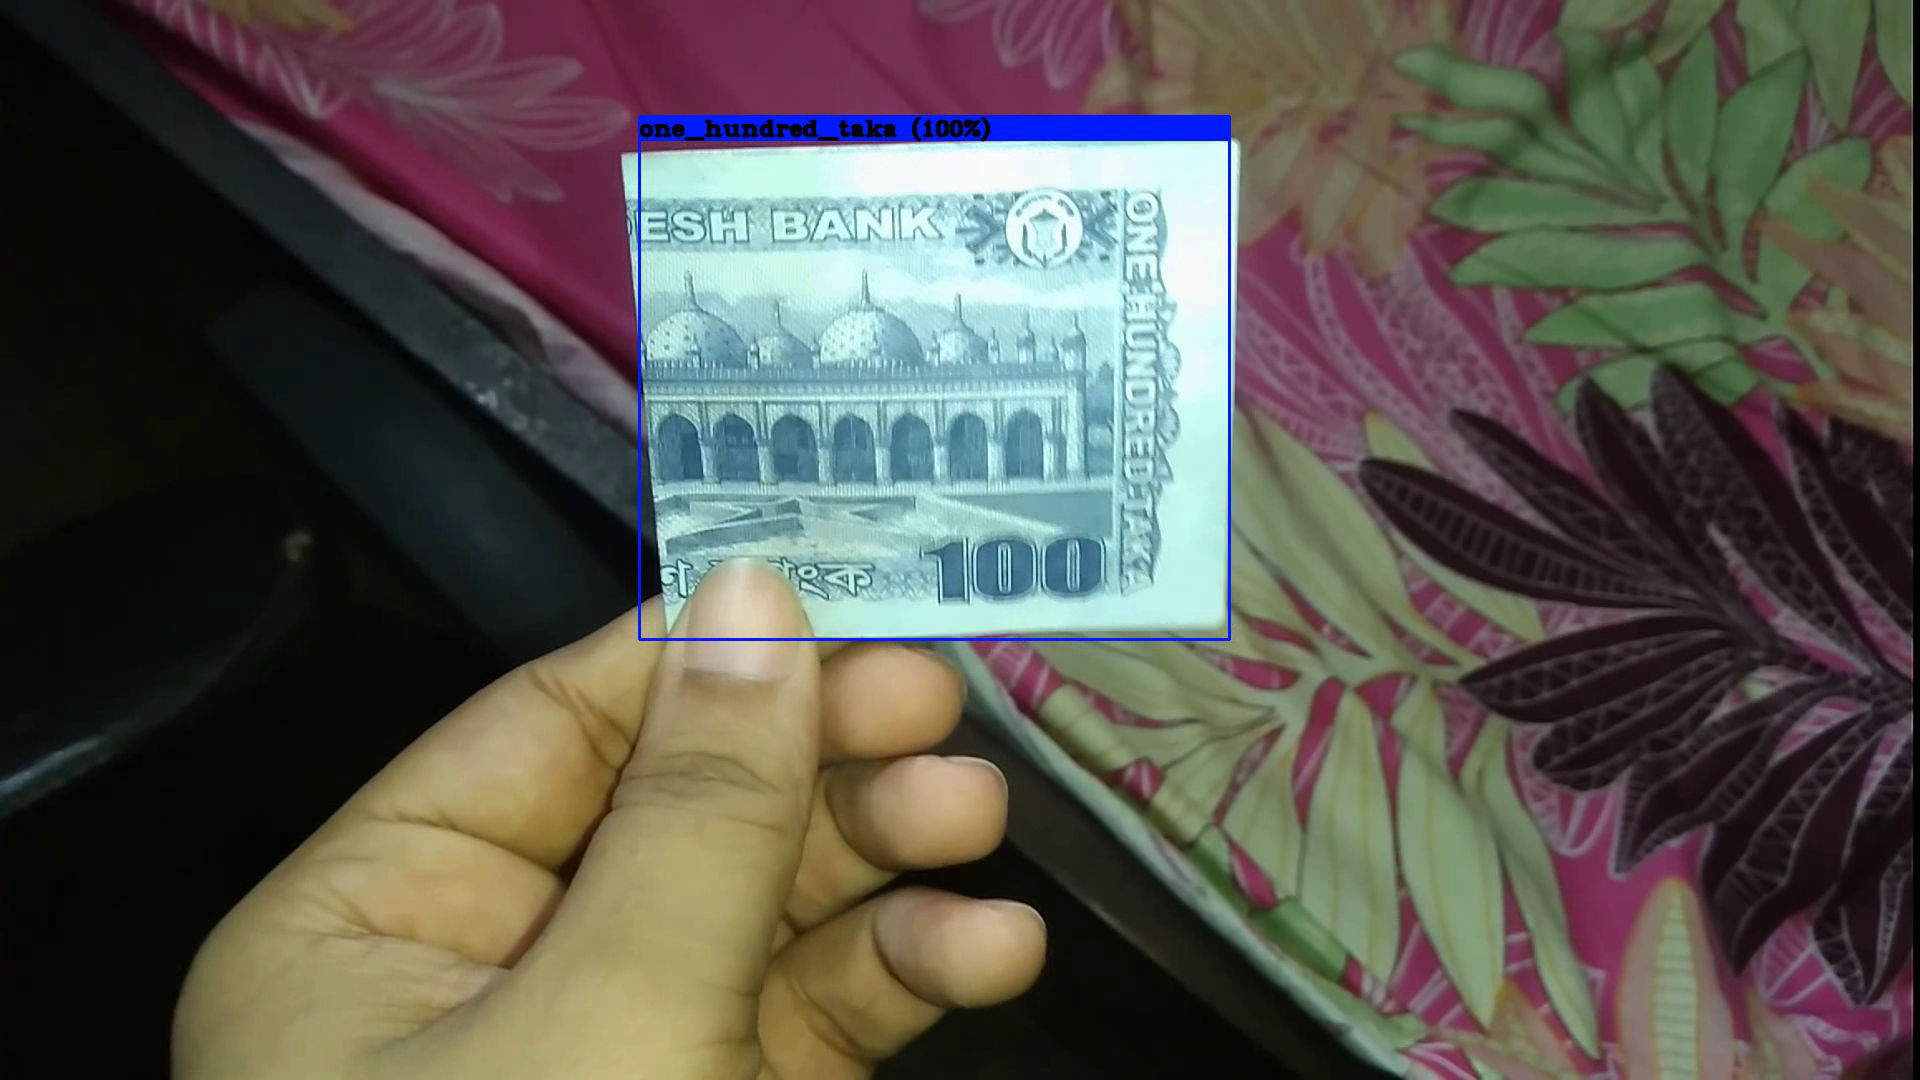 one_hundred_taka (100%)
ESH BANK
ONE HUNDRED TAKA
100